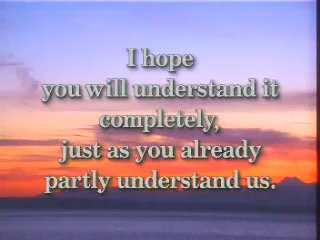 I hope
you will understand it
completely,
just as you already
partly understand us.